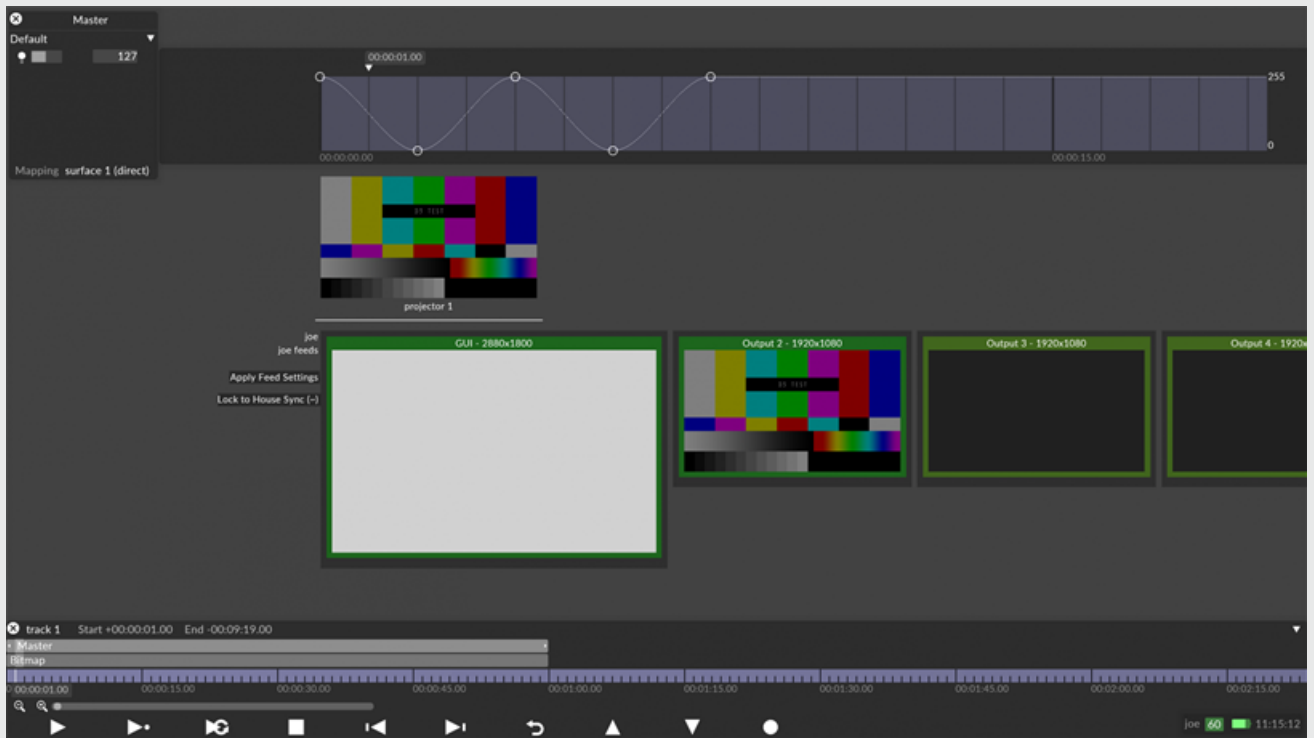 Master
Default
127
Mapping surface 1 (direct)
00:00:01.00
255
0
00:00:00.00
00:00:15.00
TEST
projector 1
joe
joe feeds
Apply Feed Settings
Lock to House Sync (~)
GUI - 2880x1800
Output 2 - 1920x1080
TEST
Output 3 - 1920x1080
Output 4 - 1920x
track 1 Start +00:00:01.00 End -00:09:19.00
Master
Bitmap
00:00:01.00 00:00:15.00 00:00:30.00 00:00:45.00 00:01:00.00 00:01:15.00 00:01:30.00 00:01:45.00 00:02:00.00 00:02:15.00
joe 60 11:15:12